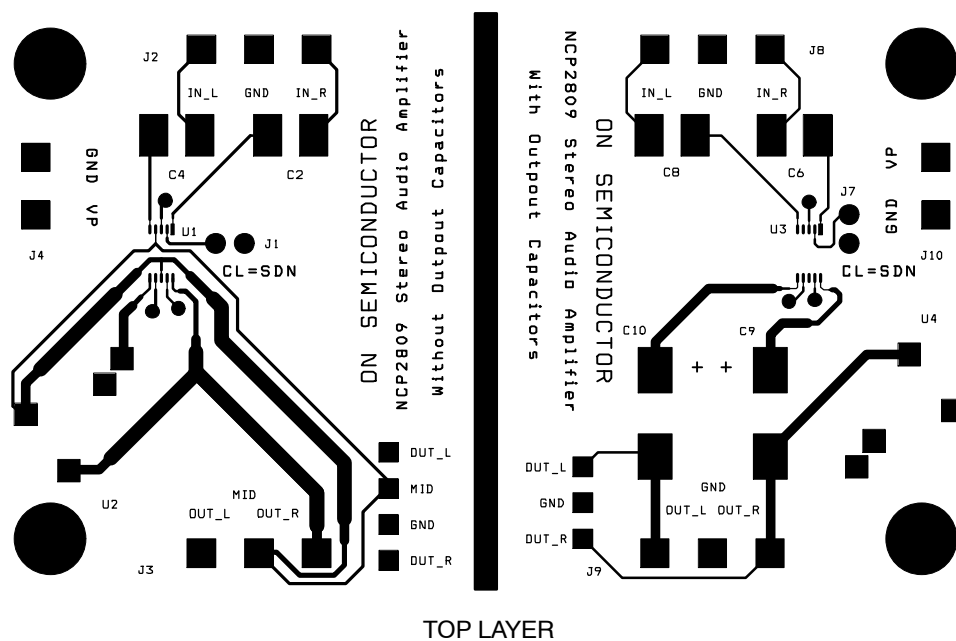 J2
IN_L GND IN_R
C4
C2
GND
VP
U1
J1
J4
CL=SDN
ON SEMICONDUCTOR
NCP2809 Stereo Audio Amplifier
Without Outpout Capacitors
U2
MID
OUT_L OUT_R
J3
OUT_L
MID
GND
OUT_R
NCP2809 Stereo Audio Amplifier
With Outpout Capacitors
ON SEMICONDUCTOR
J8
IN_L GND IN_R
C8
C6
VP
GND
J7
U3
J10
CL=SDN
C10
C9
U4
+ +
OUT_L
GND
OUT_R
GND
OUT_L OUT_R
J9
TOP LAYER